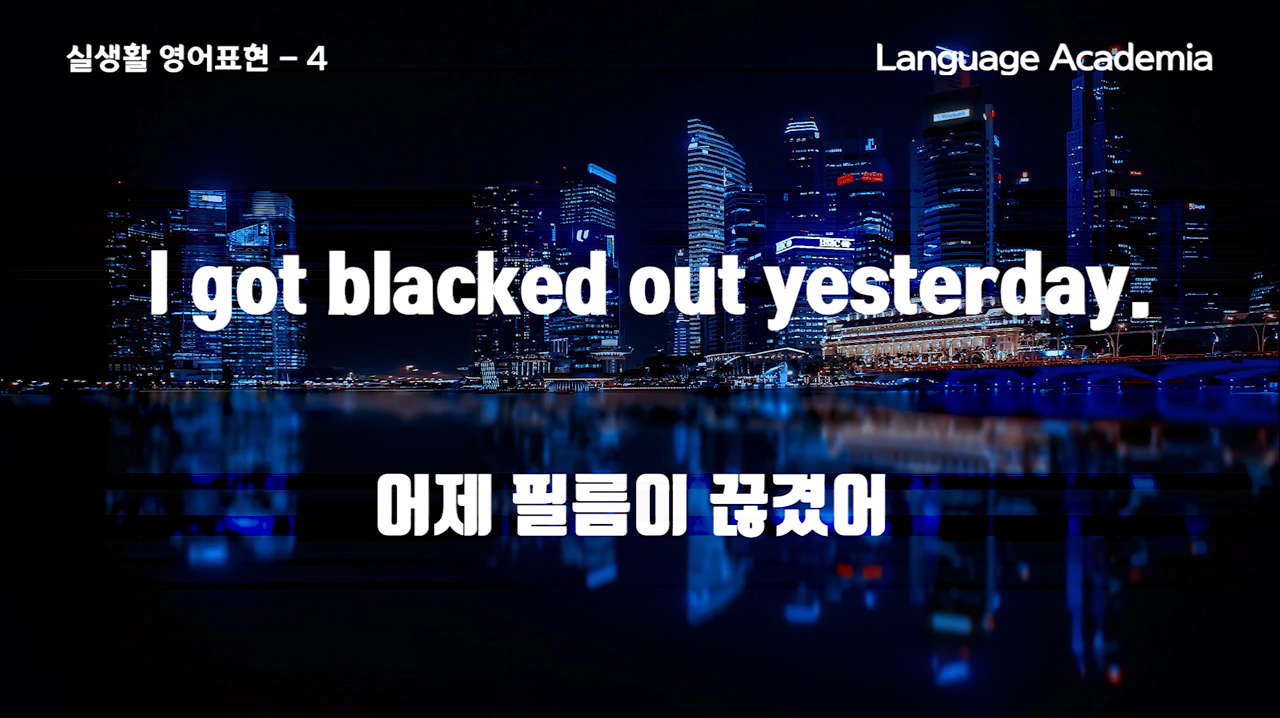 실생활 영어표현 – 4
Language Academia
I got blacked out yesterday.
어제 필름이 끊겼어
HSBC